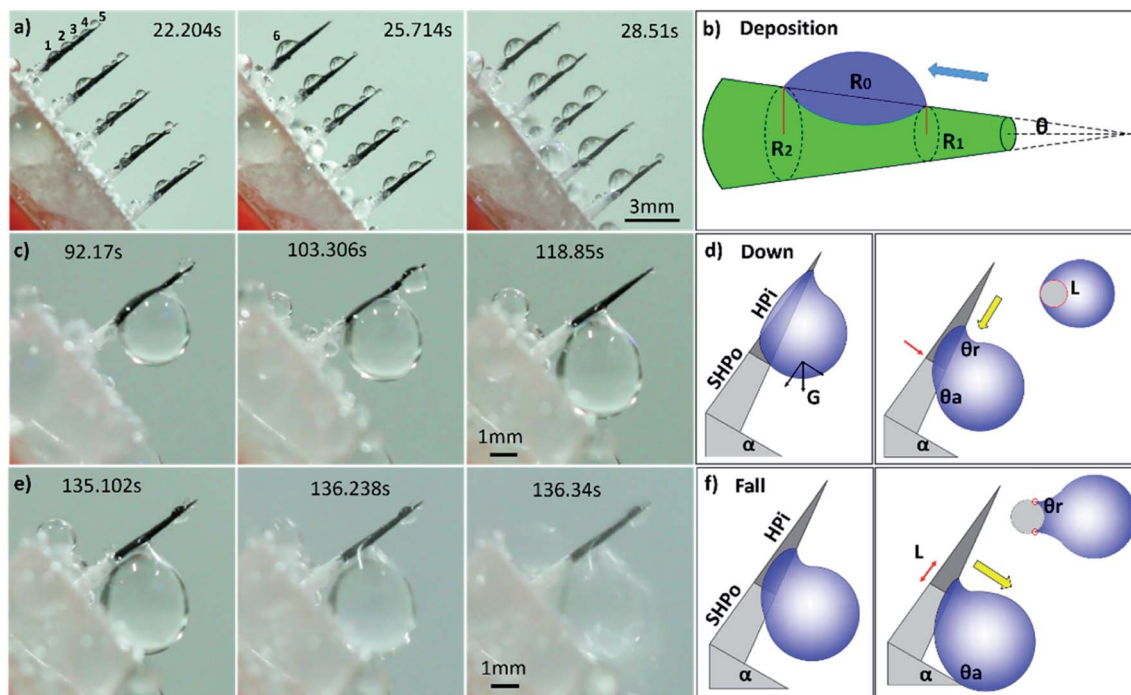 a)
1 2 3 4 5
22.204s
6
25.714s
28.51s
3mm
b) Deposition
R0
R2
R1
θ
c)
92.17s
103.306s
118.85s
1mm
d) Down
HPi
SHPo
G
α
L
θr
θa
α
e)
135.102s
136.238s
136.34s
1mm
f) Fall
HPi
SHPo
α
θr
L
α
θa